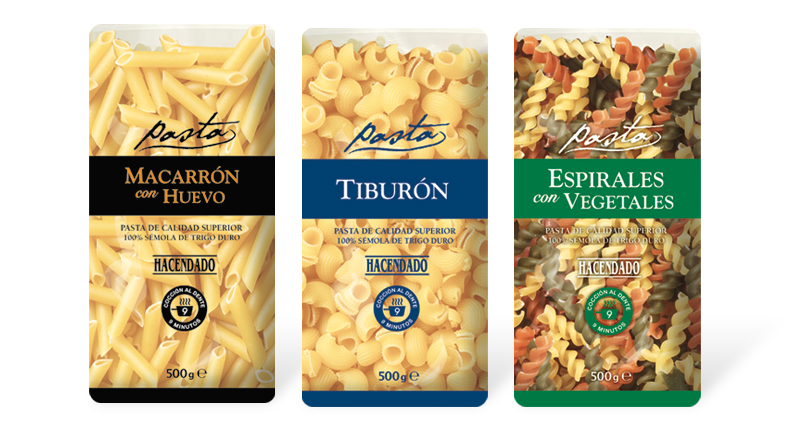 Pasta
MACARRÓN
con HUEVO
PASTA DE CALIDAD SUPERIOR
100% SÉMOLA DE TRIGO DURO
HACENDADO
COCCIÓN AL DENTE
9
9 MINUTOS
500g ℮
Pasta
TIBURÓN
PASTA DE CALIDAD SUPERIOR
100% SÉMOLA DE TRIGO DURO
HACENDADO
COCCIÓN AL DENTE
9
9 MINUTOS
500g ℮
Pasta
ESPIRALES
con VEGETALES
PASTA DE CALIDAD SUPERIOR
100% SÉMOLA DE TRIGO DURO
HACENDADO
COCCIÓN AL DENTE
9
9 MINUTOS
500g ℮